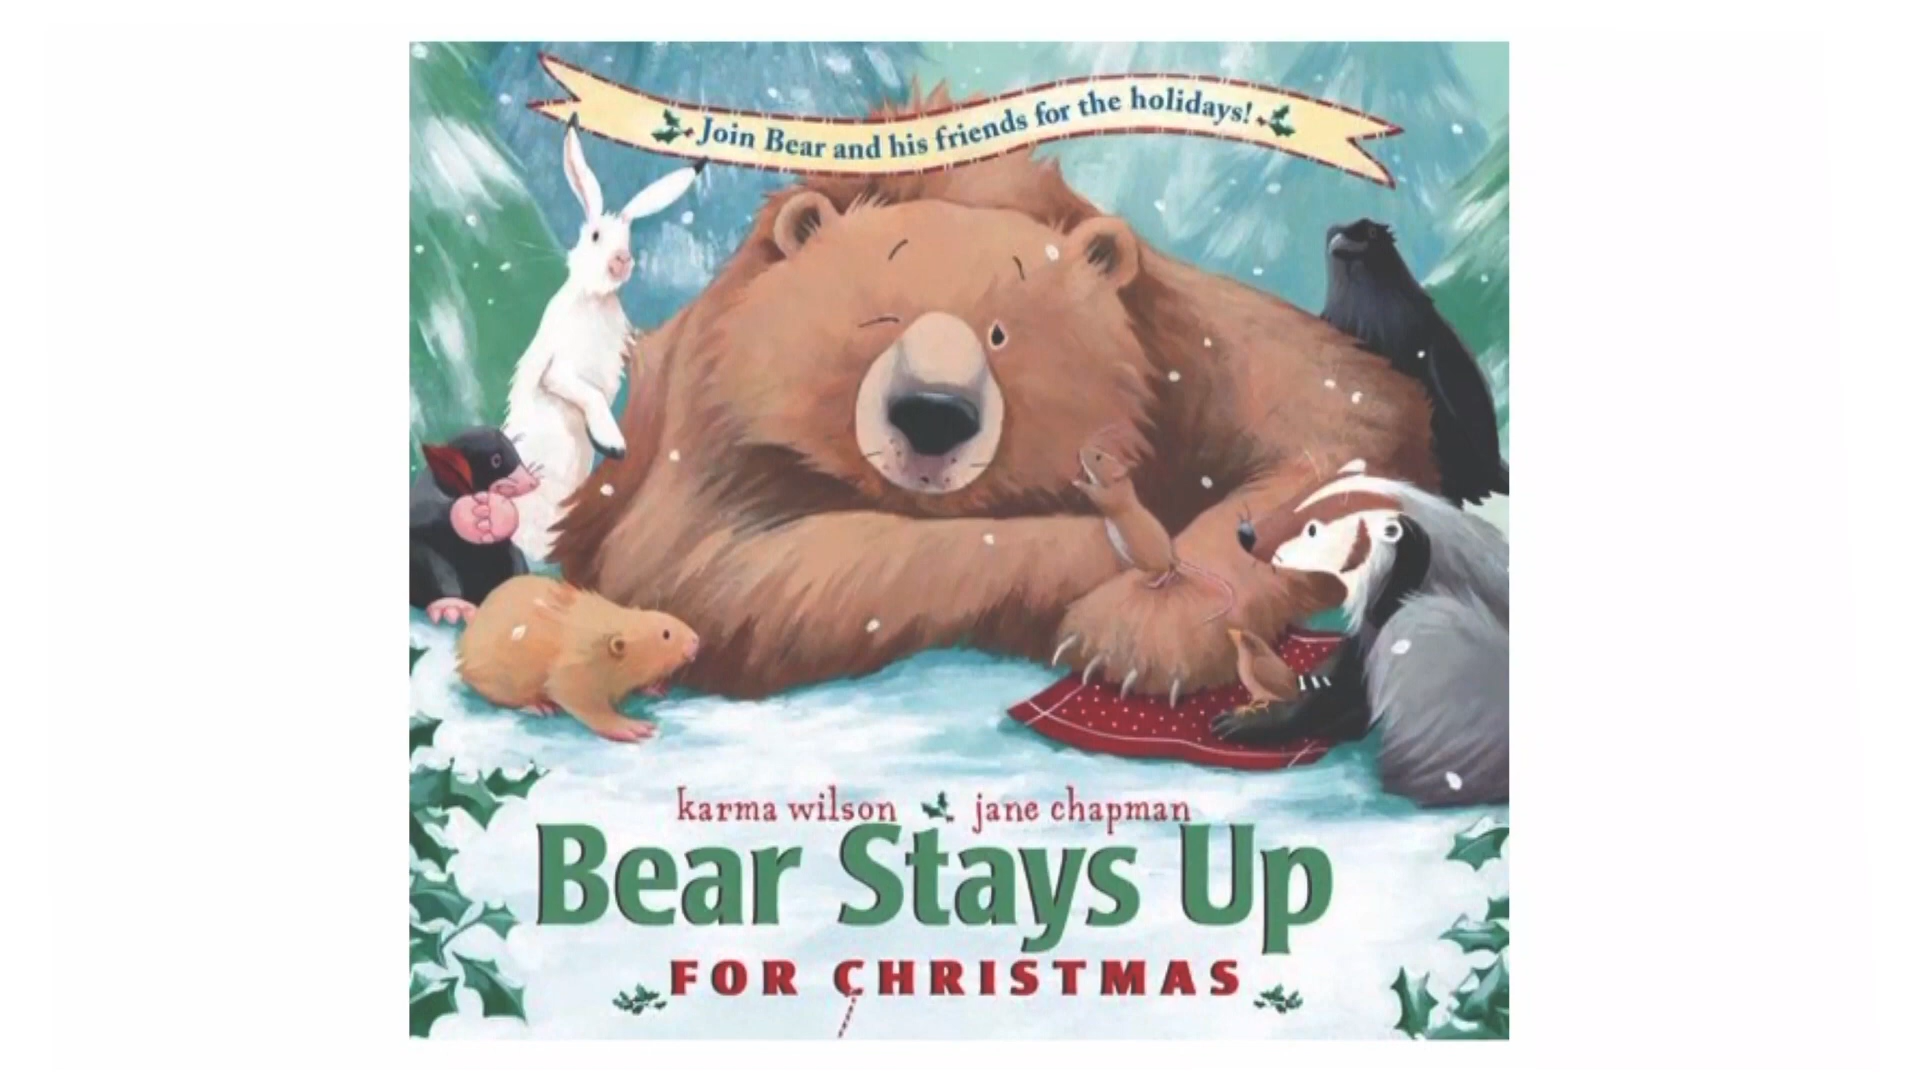 Join Bear and his friends for the holidays!
karma wilson jane chapman
Bear Stays Up
FOR CHRISTMAS